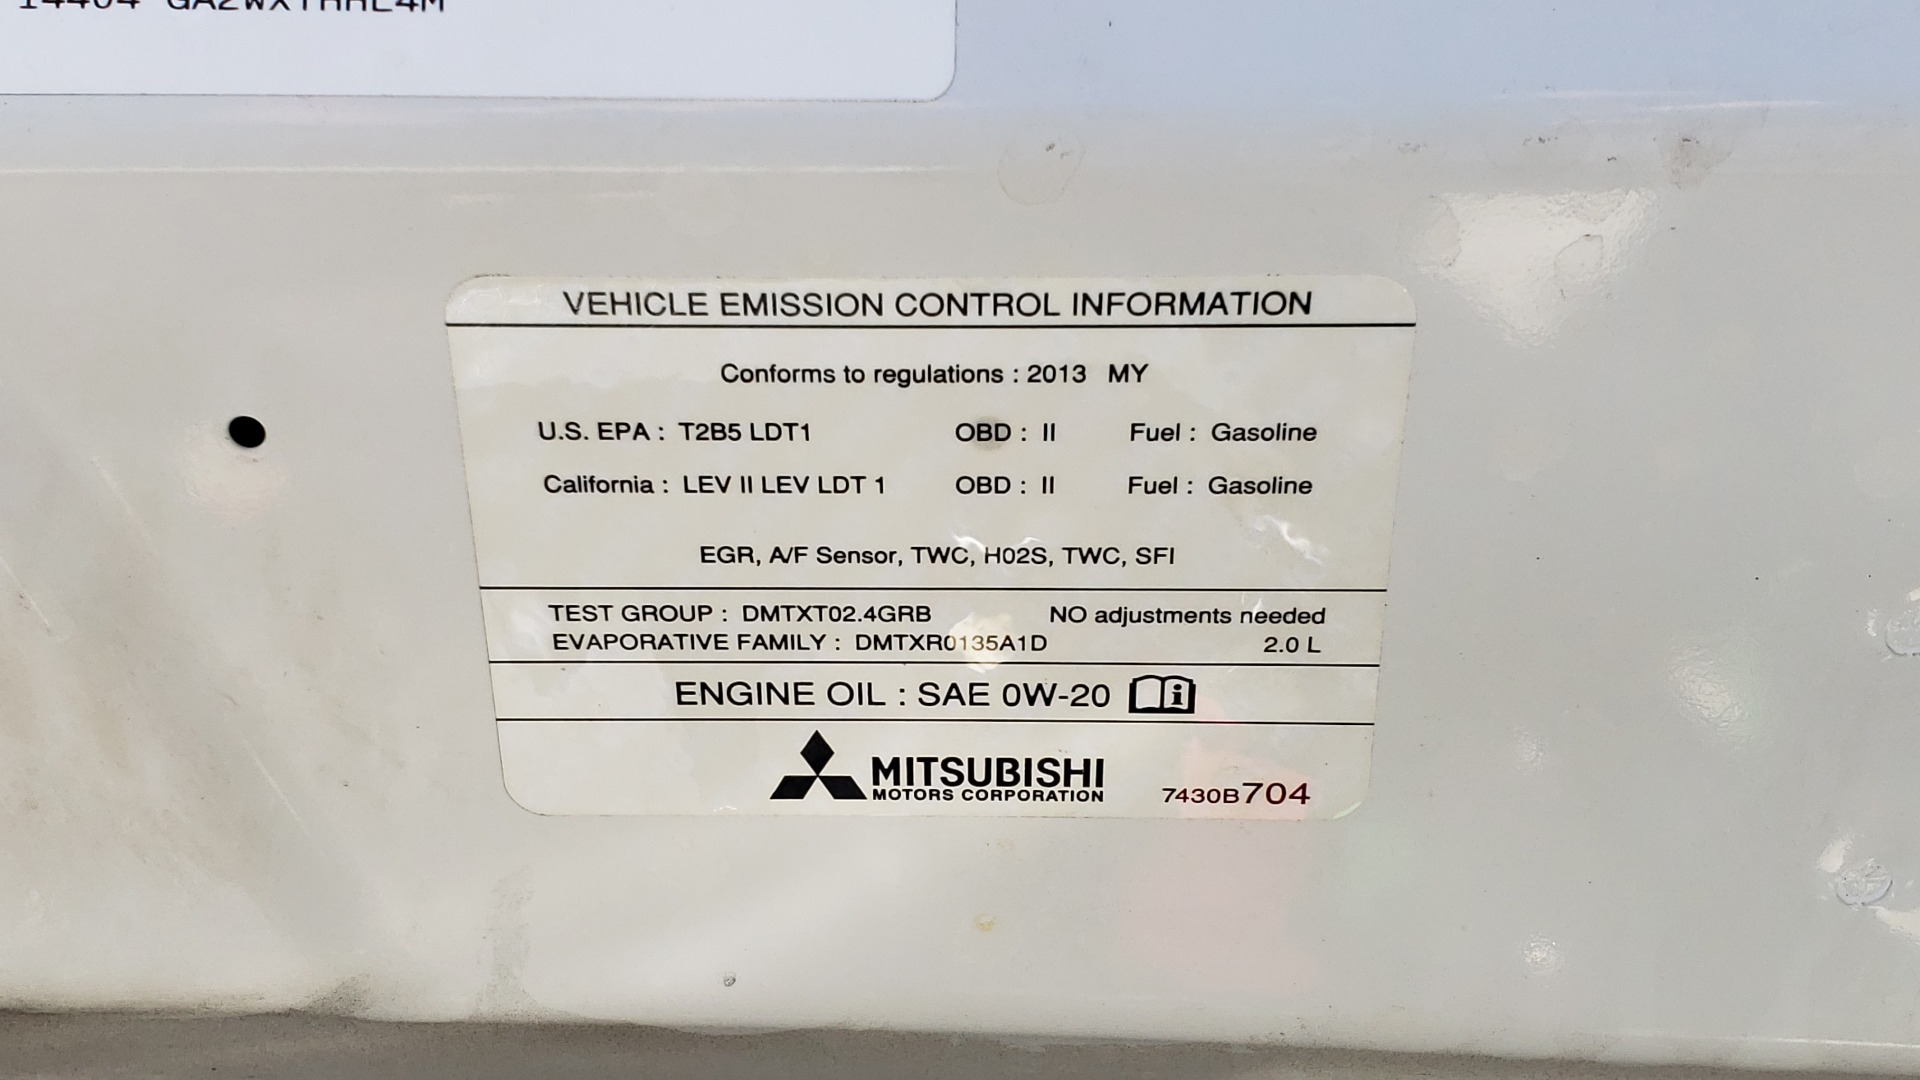 14404 GA2WXTHHL4M
VEHICLE EMISSION CONTROL INFORMATION
Conforms to regulations : 2013 MY
U.S. EPA : T2B5 LDT1 OBD : II Fuel : Gasoline
California : LEV II LEV LDT 1 OBD : II Fuel : Gasoline
EGR, A/F Sensor, TWC, H02S, TWC, SFI
TEST GROUP : DMTXT02.4GRB NO adjustments needed
EVAPORATIVE FAMILY : DMTXR0135A1D 2.0 L
ENGINE OIL : SAE 0W-20
MITSUBISHI
MOTORS CORPORATION
7430B704